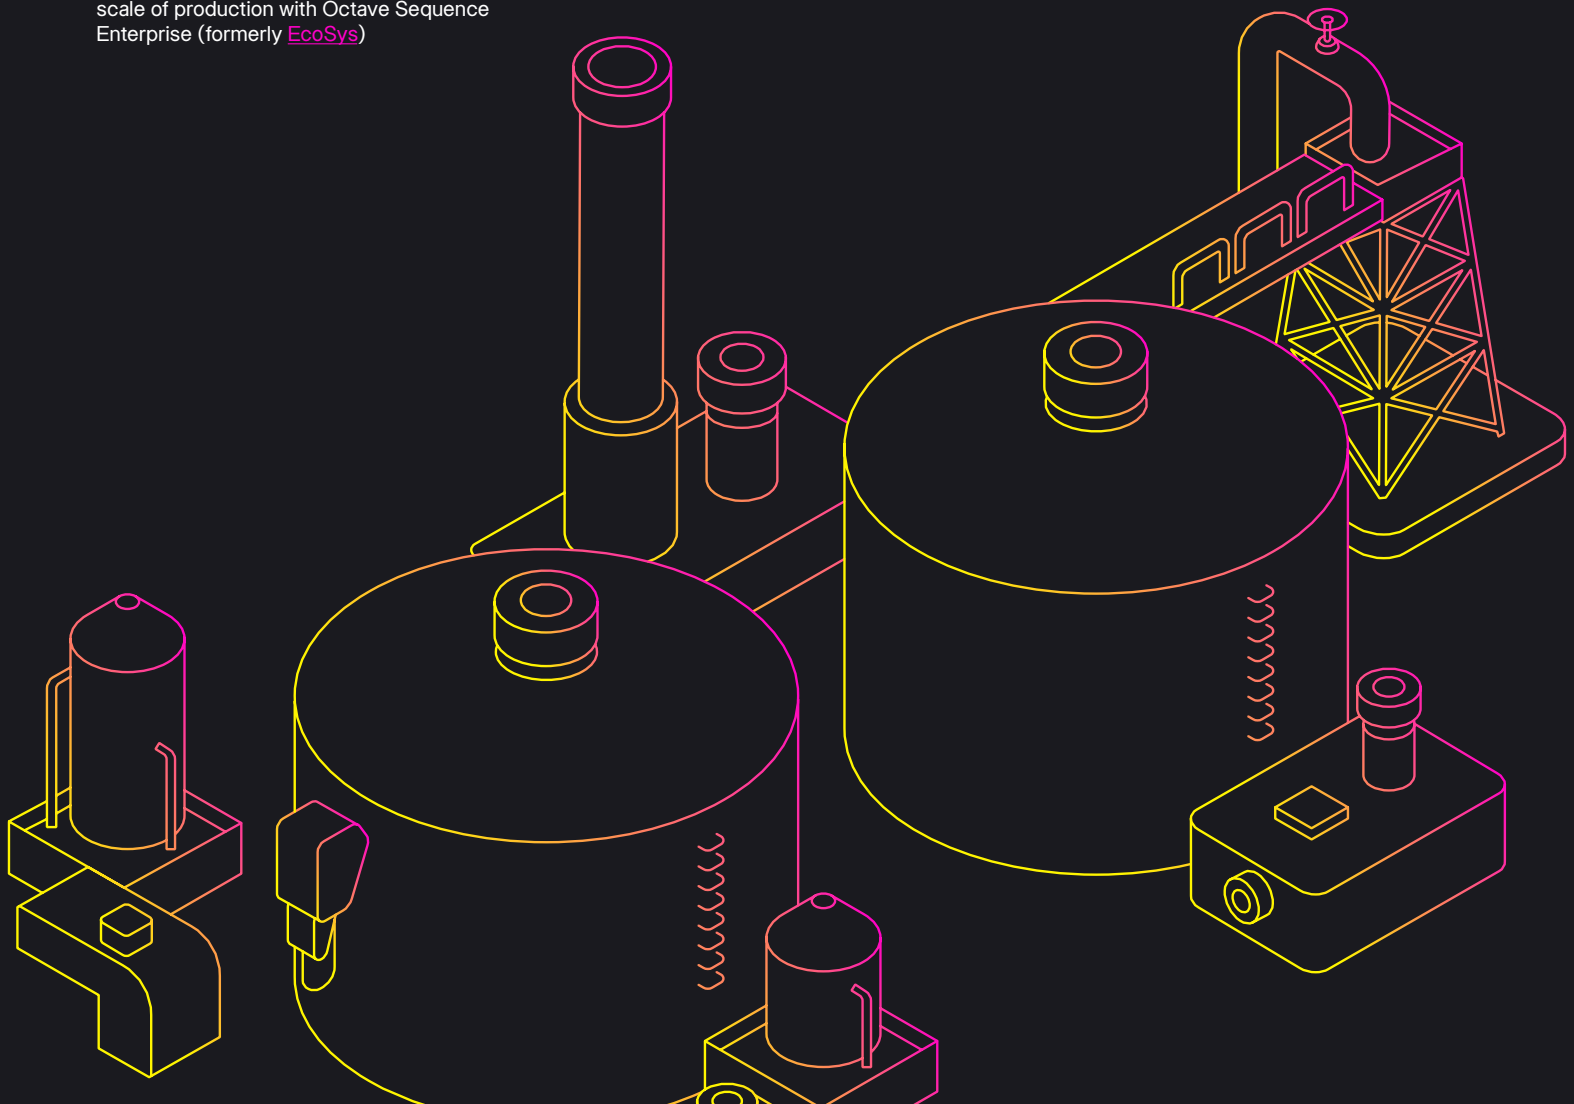 scale of production with Octave Sequence
Enterprise (formerly EcoSys)